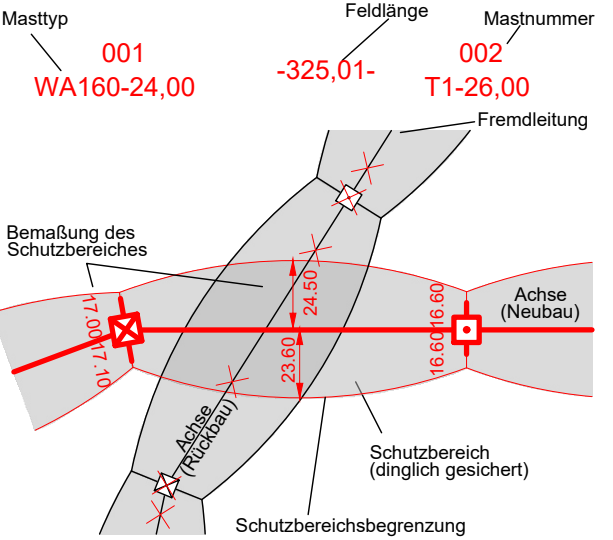 Masttyp
Feldlänge
Mastnummer
001
WA160-24,00
-325,01-
002
T1-26,00
Fremdleitung
Bemaßung des
Schutzbereiches
17.00
17.10
24.50
23.60
16.60
16.60
Achse
(Neubau)
Achse
(Rückbau)
Schutzbereich
(dinglich gesichert)
Schutzbereichsbegrenzung